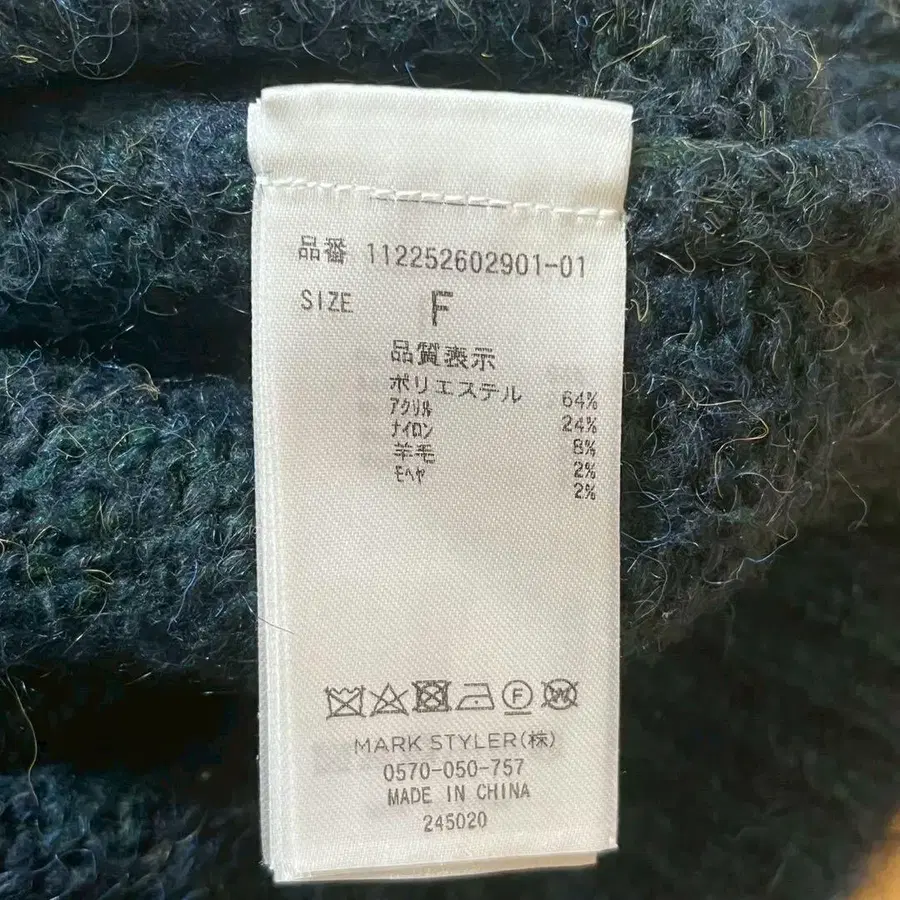 品番 112252602901-01
SIZE F
品質表示
ポリエステル 64%
アクリル 24%
ナイロン 8%
羊毛 2%
モヘヤ 2%
F W
MARK STYLER(株)
0570-050-757
MADE IN CHINA
245020